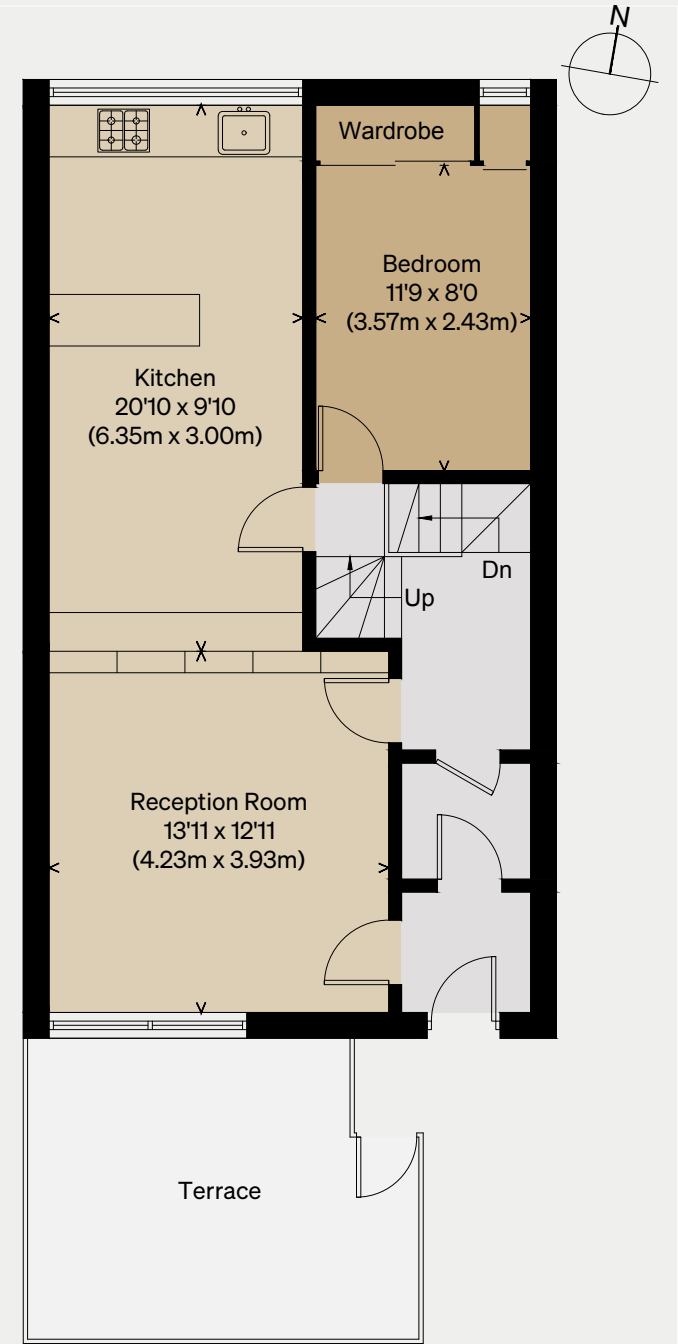 N
Wardrobe
Bedroom
11'9 x 8'0
(3.57m x 2.43m)
Kitchen
20'10 x 9'10
(6.35m x 3.00m)
Dn
Up
Reception Room
13'11 x 12'11
(4.23m x 3.93m)
Terrace